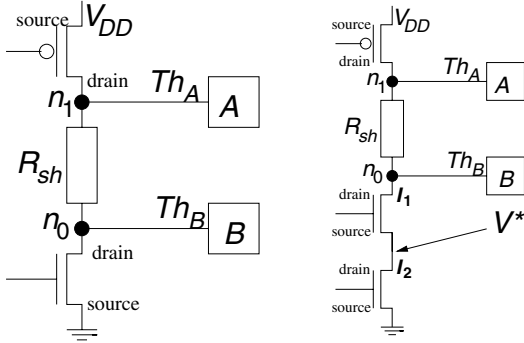 source
V_DD
drain
n_1
Th_A
A
R_sh
n_0
Th_B
B
drain
source
source
V_DD
drain
n_1
Th_A
A
R_sh
n_0
Th_B
B
drain
I_1
source
V*
drain
I_2
source